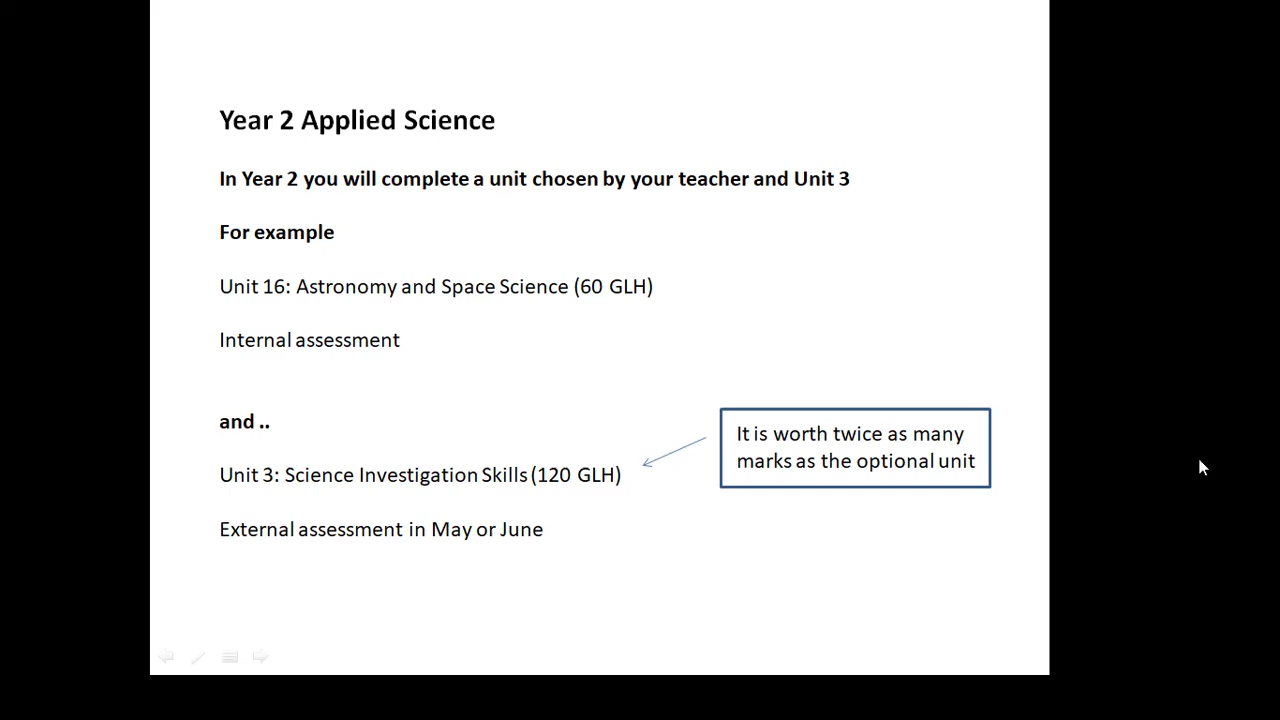 Year 2 Applied Science
In Year 2 you will complete a unit chosen by your teacher and Unit 3
For example
Unit 16: Astronomy and Space Science (60 GLH)
Internal assessment
and ..
It is worth twice as many
marks as the optional unit
Unit 3: Science Investigation Skills (120 GLH)
External assessment in May or June